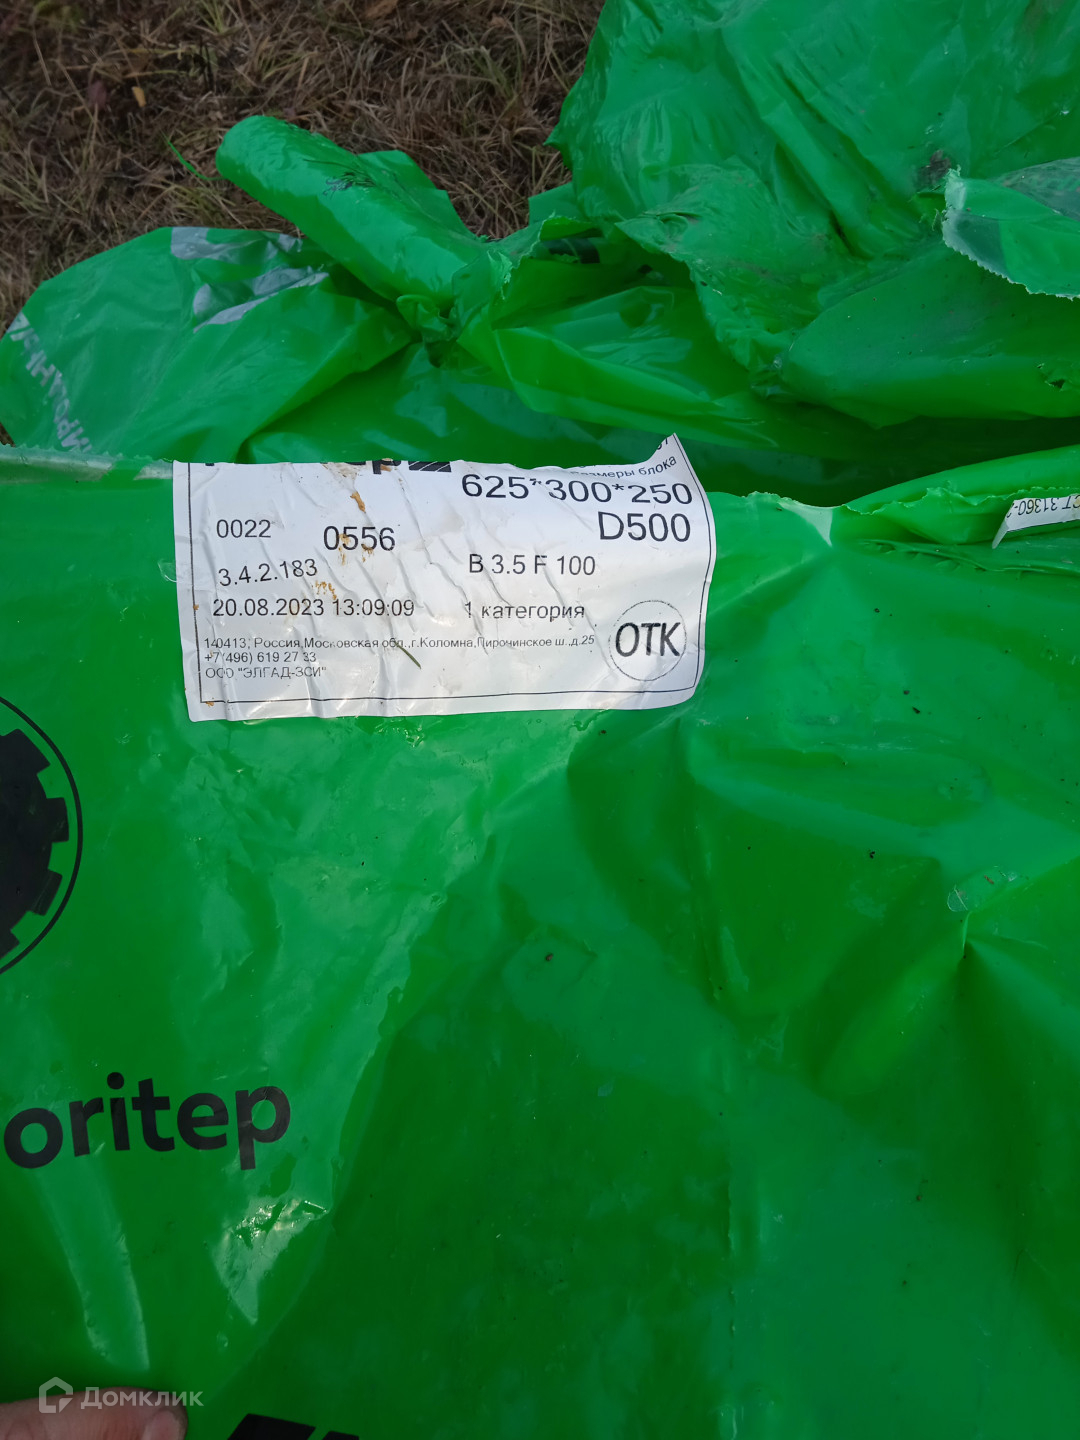 размеры блока
625*300*250
0022 0556 D500
3.4.2.183 B 3.5 F 100
20.08.2023 13:09:09 1 категория
140413, Россия,Московская обл.,г.Коломна,Пирочинское ш.,д.25
+7(496) 619 27 33
ООО "ЭЛГАД-ЗСИ"
ОТК
31360-
oritep
Домклик